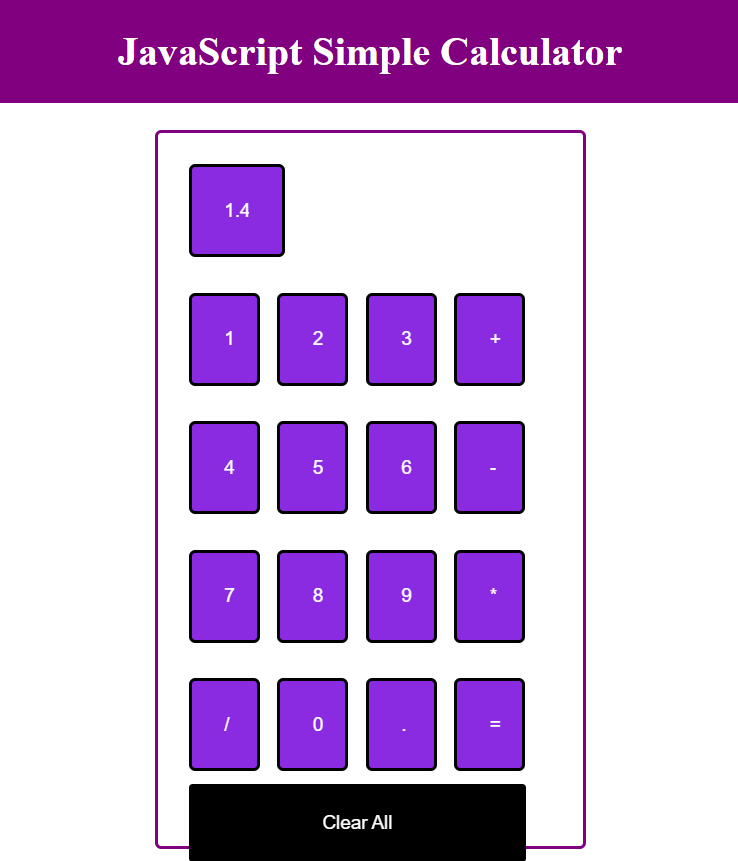 JavaScript Simple Calculator
1.4
1 2 3 +
4 5 6 -
7 8 9 *
/ 0 . =
Clear All